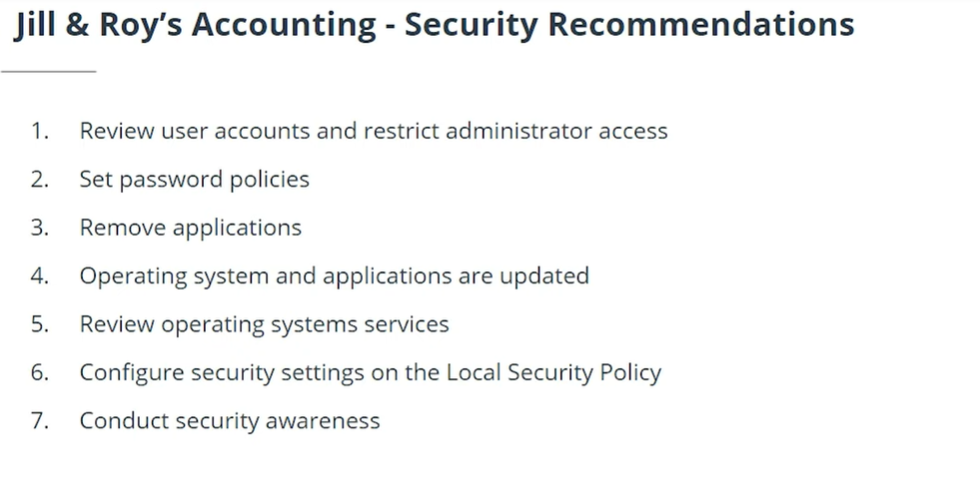 Jill & Roy’s Accounting - Security Recommendations
1. Review user accounts and restrict administrator access
2. Set password policies
3. Remove applications
4. Operating system and applications are updated
5. Review operating systems services
6. Configure security settings on the Local Security Policy
7. Conduct security awareness